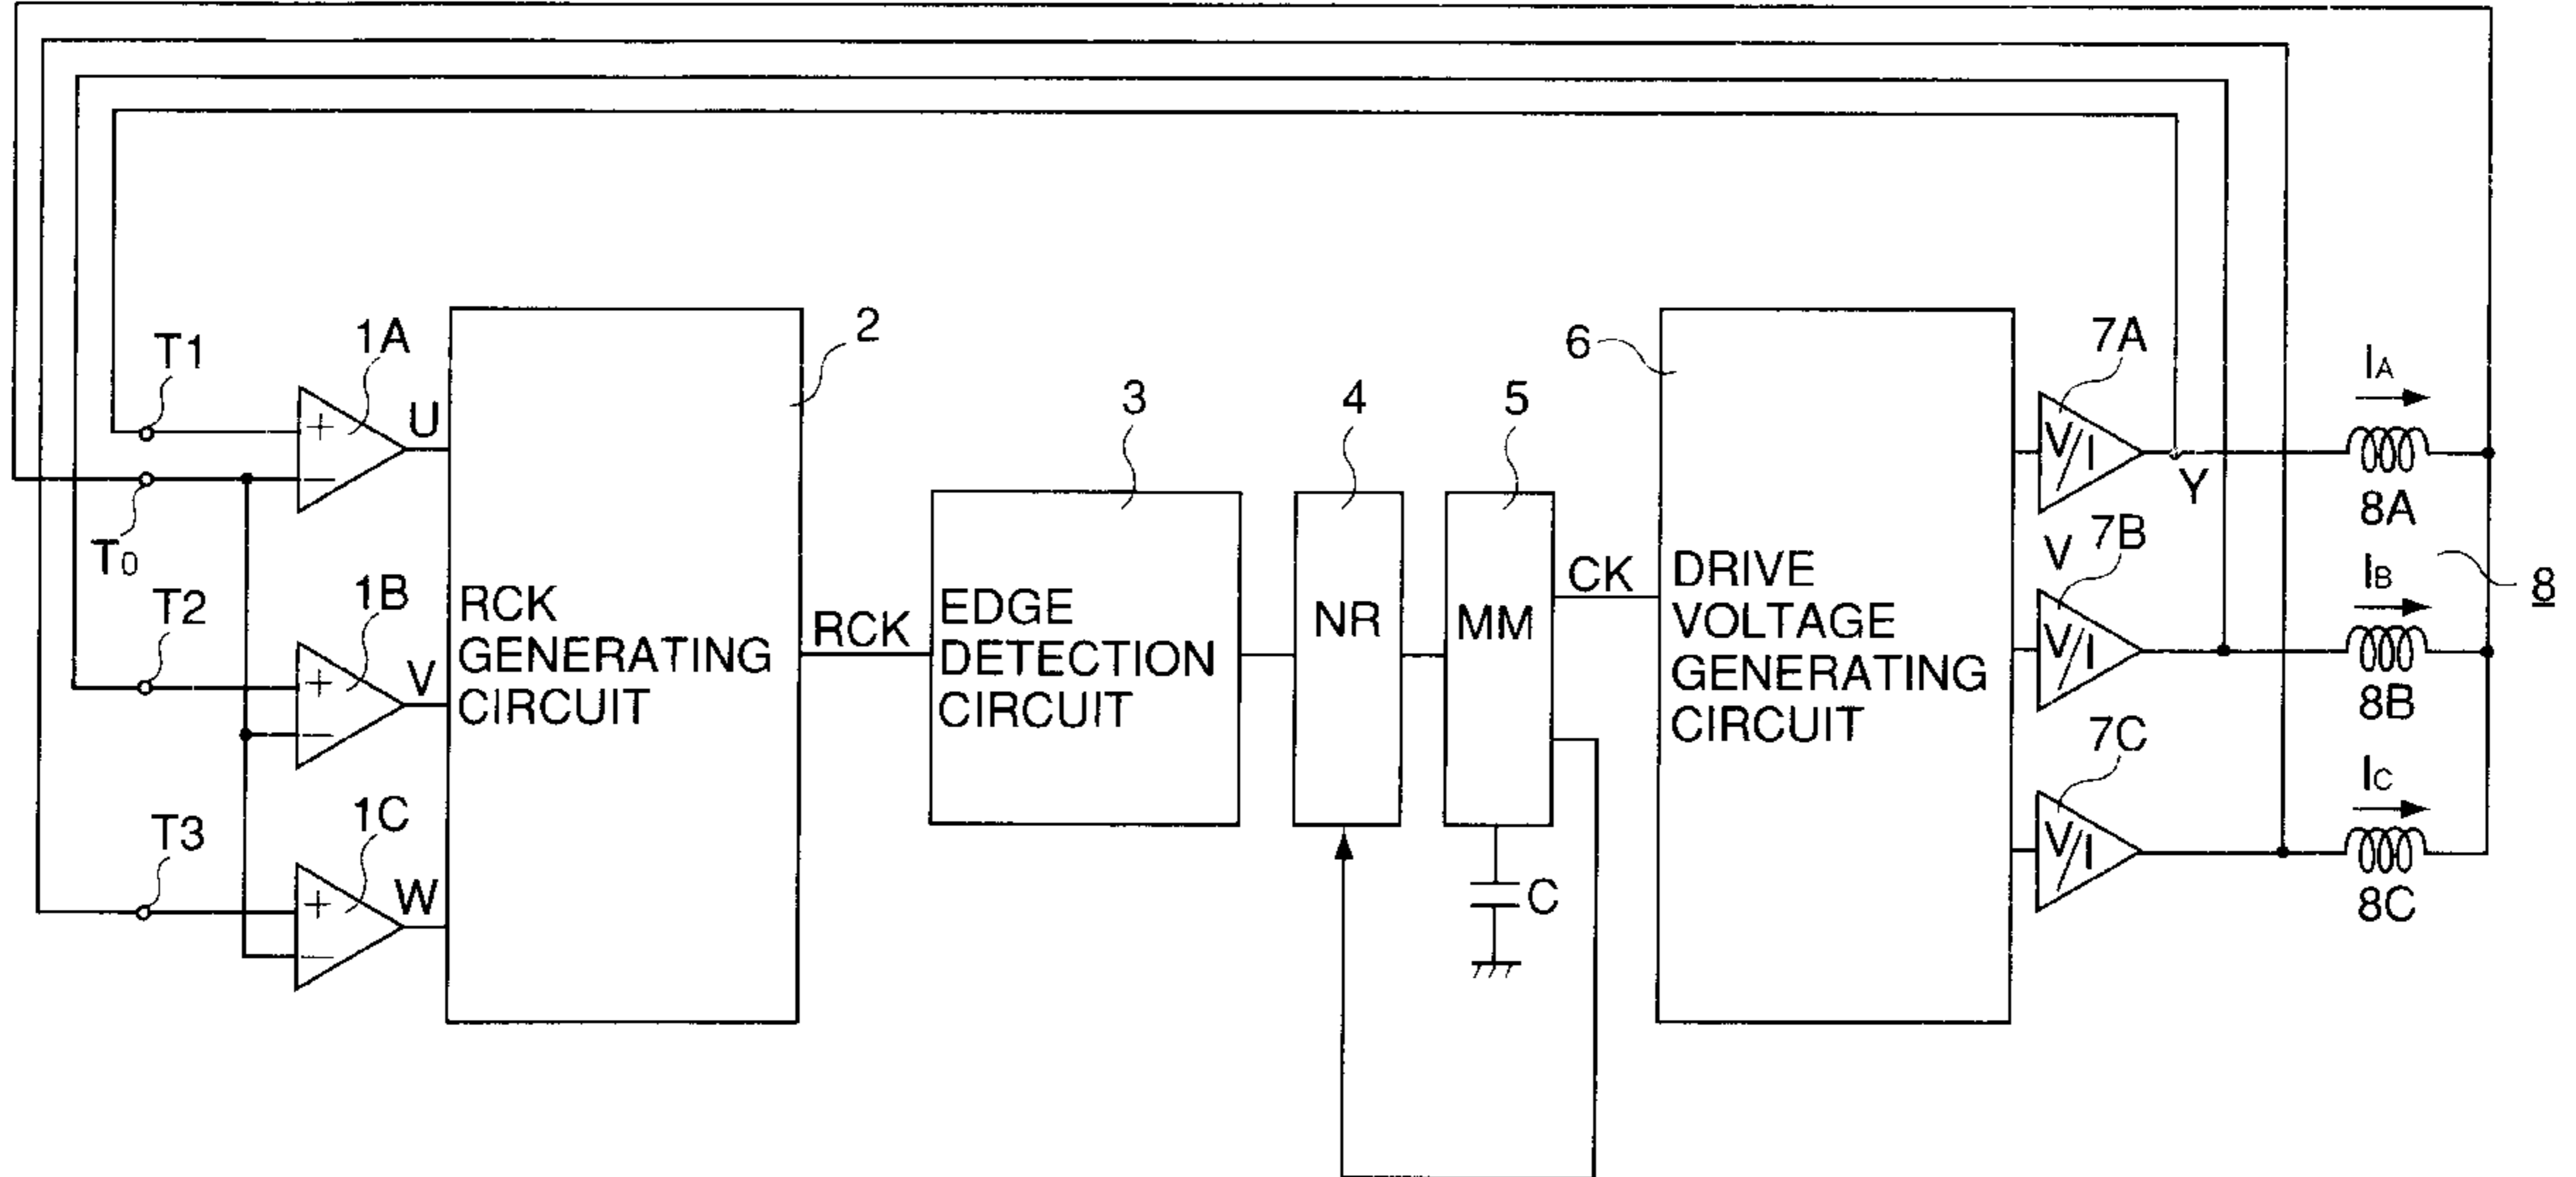 T1
1A
+
−
U
T0
T2
1B
+
−
V
T3
1C
+
−
W
2
RCK
GENERATING
CIRCUIT
RCK
3
EDGE
DETECTION
CIRCUIT
4
NR
5
MM
C
CK
6
DRIVE
VOLTAGE
GENERATING
CIRCUIT
7A
V/I
Y
IA
8A
V
7B
V/I
IB
8B
8
7C
V/I
IC
8C